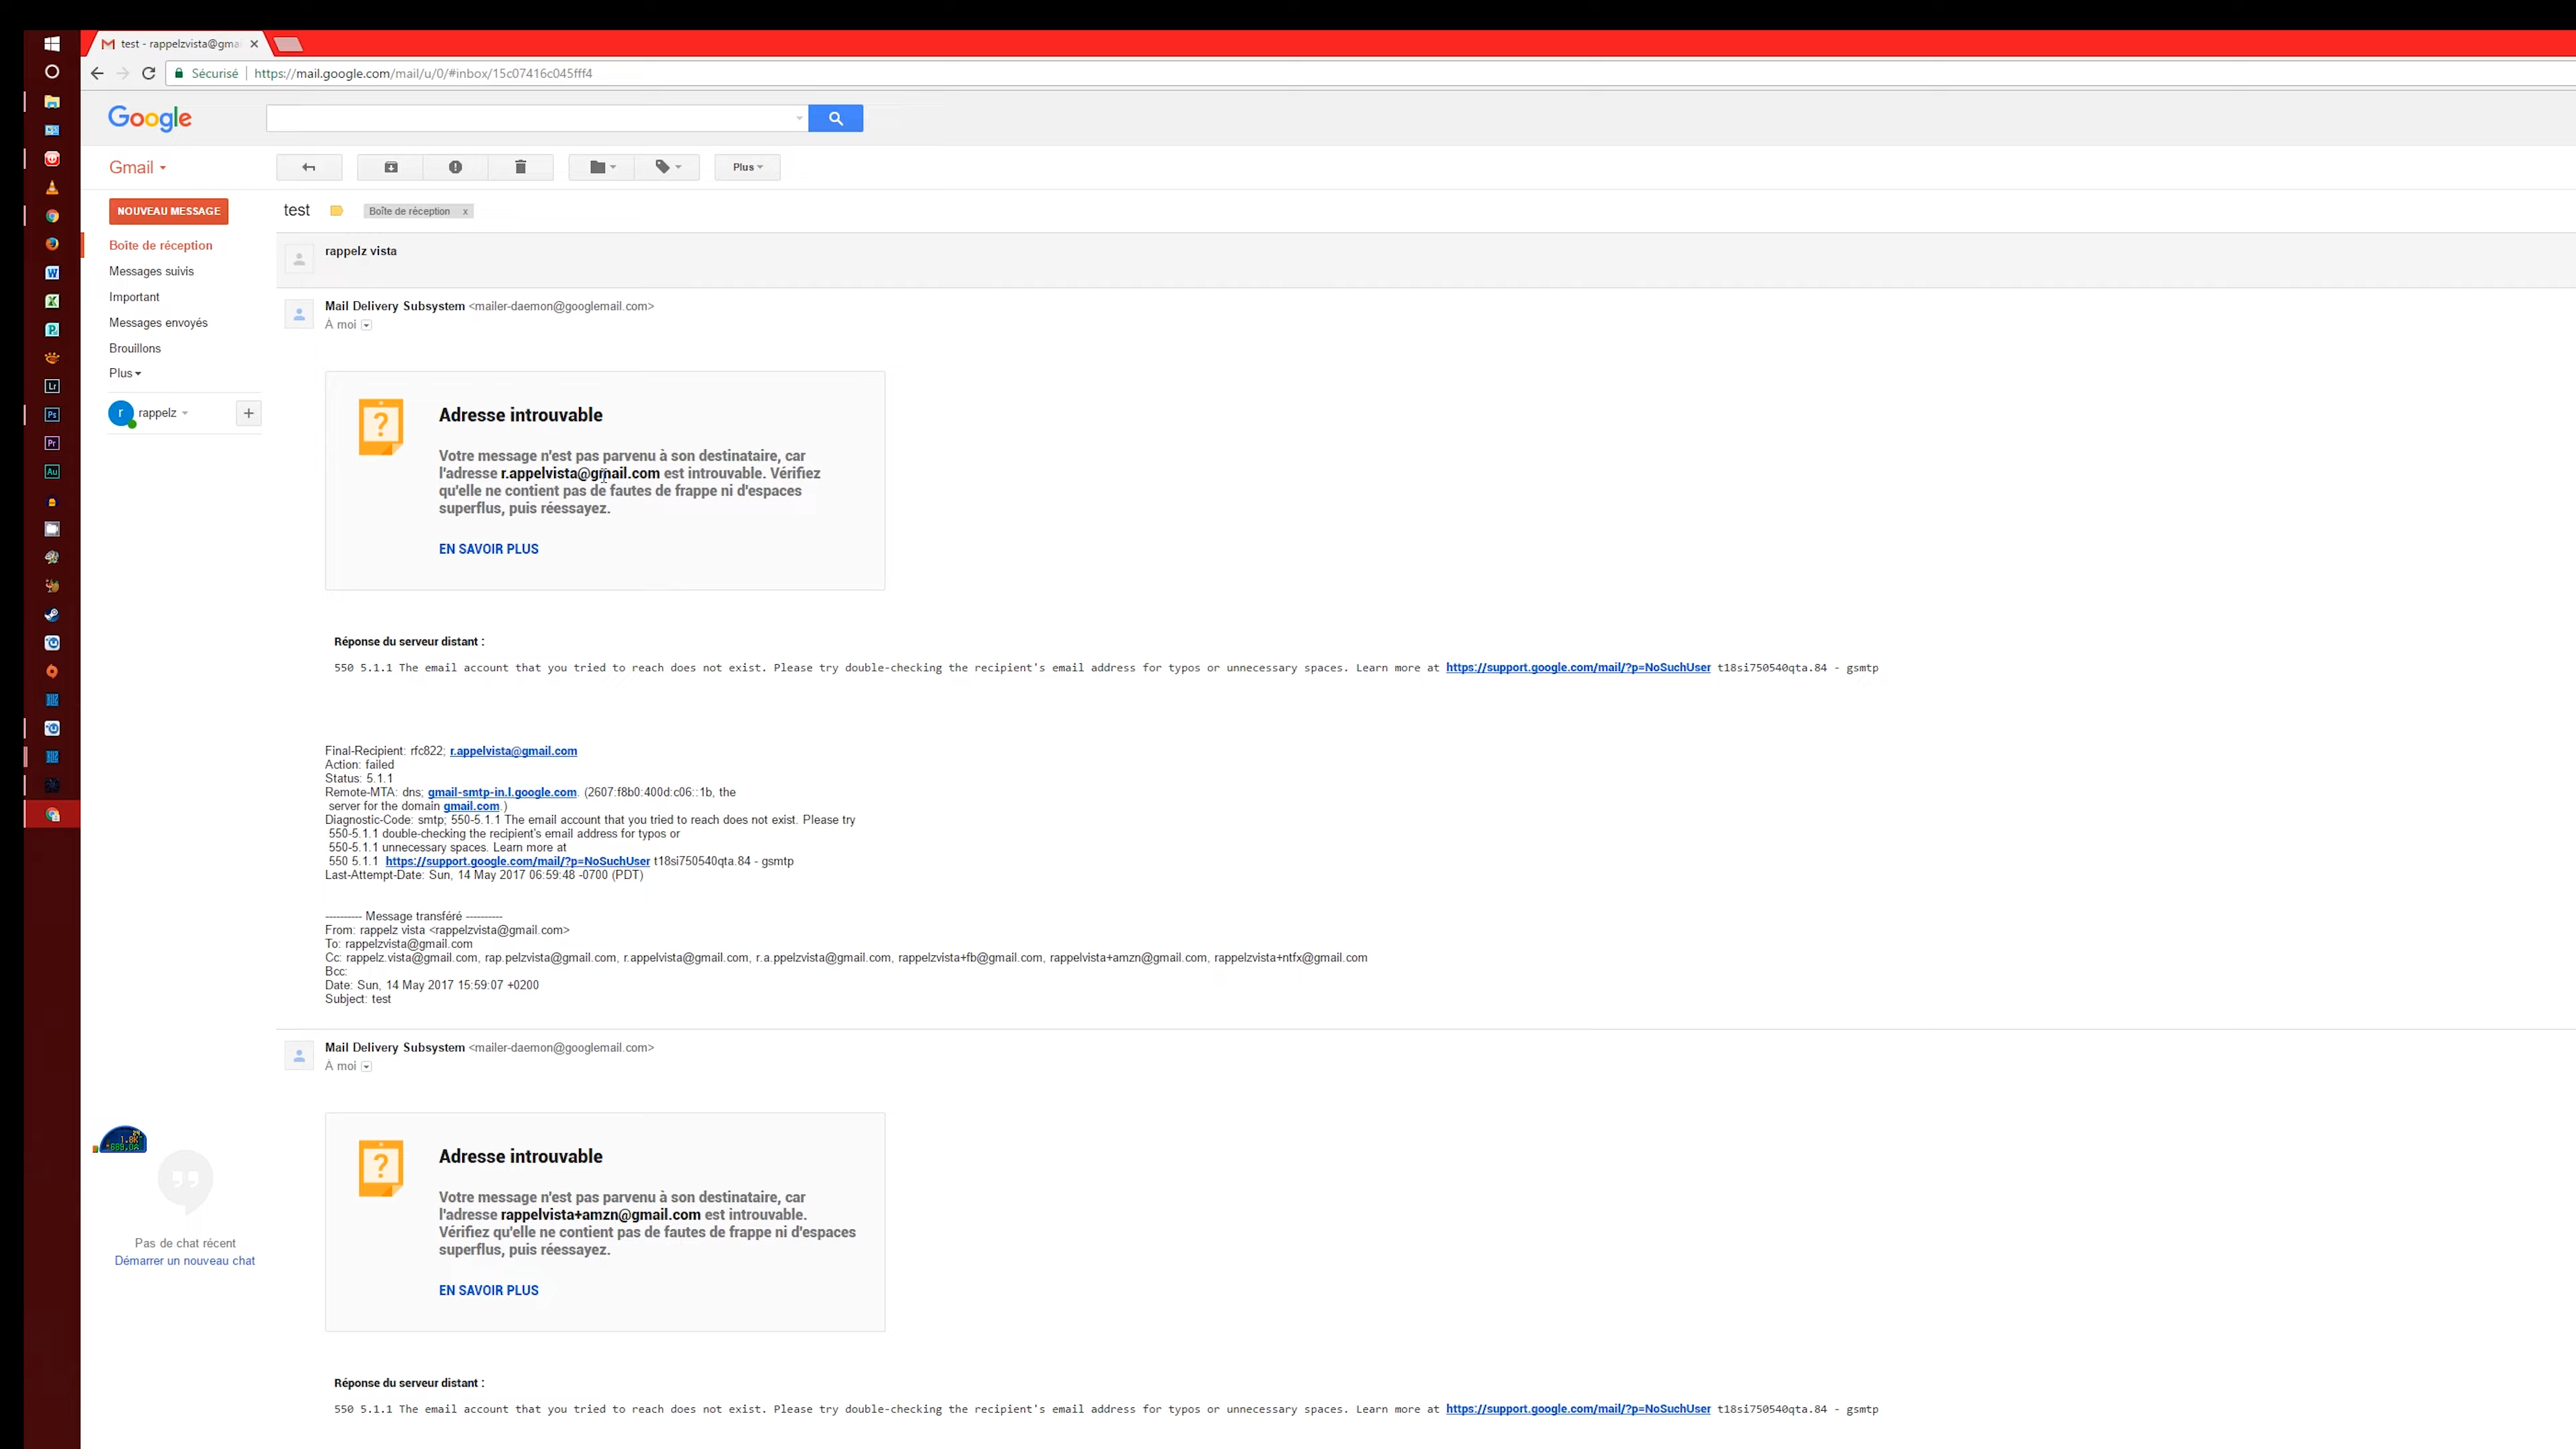 test - rappelzvista@gmai
Sécurisé
https://mail.google.com/mail/u/0/#inbox/15c07416c045fff4
Google
Gmail
Plus
NOUVEAU MESSAGE
test
Boîte de réception x
Boîte de réception
Messages suivis
Important
Messages envoyés
Brouillons
Plus
r rappelz
rappelz vista
Mail Delivery Subsystem <mailer-daemon@googlemail.com>
À moi
Adresse introuvable
Votre message n'est pas parvenu à son destinataire, car
l'adresse r.appelvista@gmail.com est introuvable. Vérifiez
qu'elle ne contient pas de fautes de frappe ni d'espaces
superflus, puis réessayez.
EN SAVOIR PLUS
Réponse du serveur distant :
550 5.1.1 The email account that you tried to reach does not exist. Please try double-checking the recipient's email address for typos or unnecessary spaces. Learn more at https://support.google.com/mail/?p=NoSuchUser t18si750540qta.84 - gsmtp
Final-Recipient: rfc822; r.appelvista@gmail.com
Action: failed
Status: 5.1.1
Remote-MTA: dns; gmail-smtp-in.l.google.com. (2607:f8b0:400d:c06::1b, the
server for the domain gmail.com.)
Diagnostic-Code: smtp; 550-5.1.1 The email account that you tried to reach does not exist. Please try
550-5.1.1 double-checking the recipient's email address for typos or
550-5.1.1 unnecessary spaces. Learn more at
550 5.1.1 https://support.google.com/mail/?p=NoSuchUser t18si750540qta.84 - gsmtp
Last-Attempt-Date: Sun, 14 May 2017 06:59:48 -0700 (PDT)
---------- Message transféré ----------
From: rappelz vista <rappelzvista@gmail.com>
To: rappelzvista@gmail.com
Cc: rappelz.vista@gmail.com, rap.pelzvista@gmail.com, r.appelvista@gmail.com, r.a.ppelzvista@gmail.com, rappelzvista+fb@gmail.com, rappelvista+amzn@gmail.com, rappelzvista+ntfx@gmail.com
Bcc:
Date: Sun, 14 May 2017 15:59:07 +0200
Subject: test
Mail Delivery Subsystem <mailer-daemon@googlemail.com>
À moi
Adresse introuvable
Votre message n'est pas parvenu à son destinataire, car
l'adresse rappelvista+amzn@gmail.com est introuvable.
Vérifiez qu'elle ne contient pas de fautes de frappe ni d'espaces
superflus, puis réessayez.
EN SAVOIR PLUS
Pas de chat récent
Démarrer un nouveau chat
Réponse du serveur distant :
550 5.1.1 The email account that you tried to reach does not exist. Please try double-checking the recipient's email address for typos or unnecessary spaces. Learn more at https://support.google.com/mail/?p=NoSuchUser t18si750540qta.84 - gsmtp